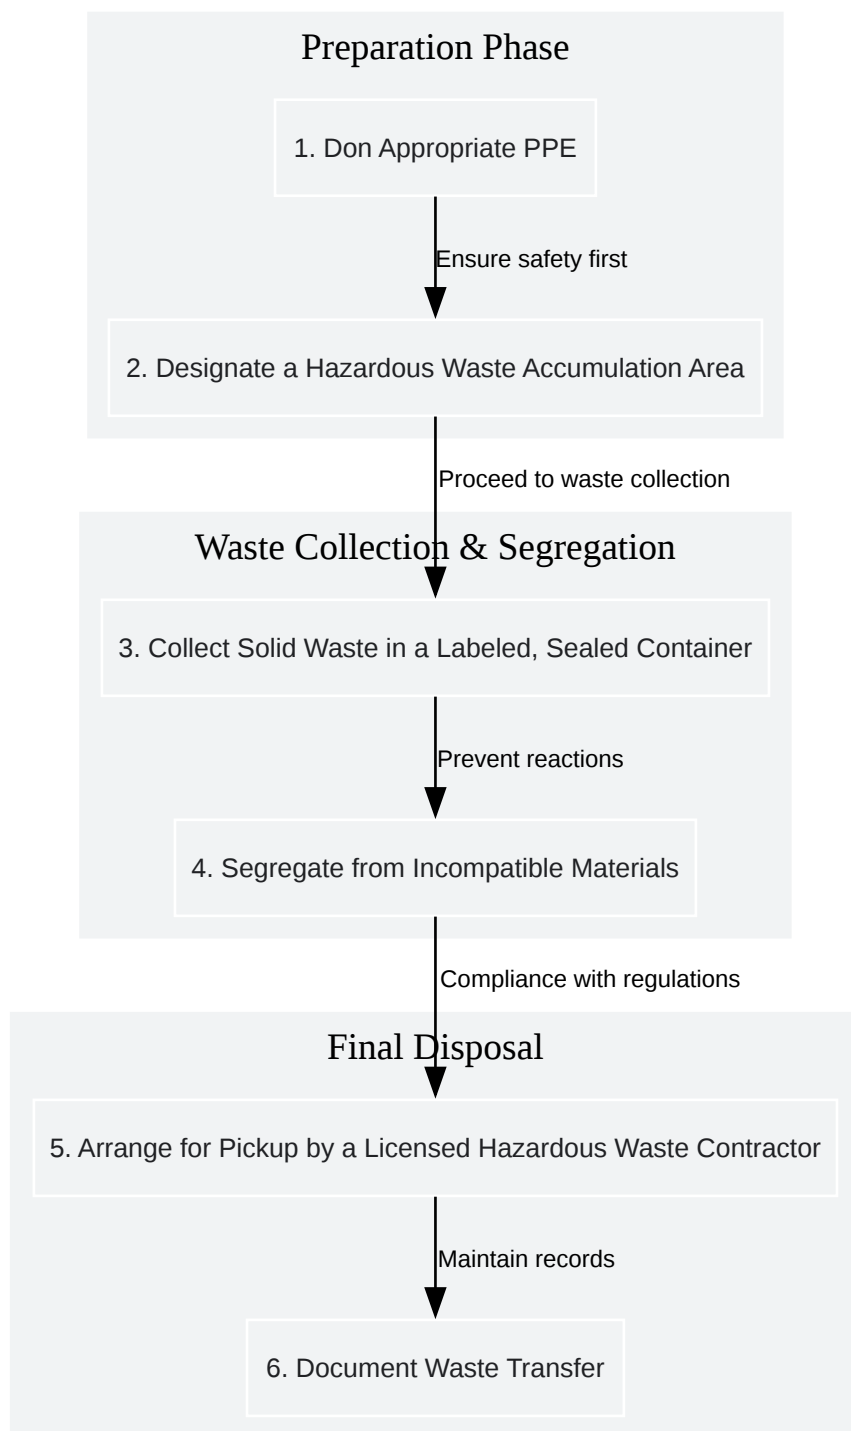 Preparation Phase
1. Don Appropriate PPE
Ensure safety first
2. Designate a Hazardous Waste Accumulation Area
Proceed to waste collection
Waste Collection & Segregation
3. Collect Solid Waste in a Labeled, Sealed Container
Prevent reactions
4. Segregate from Incompatible Materials
Compliance with regulations
Final Disposal
5. Arrange for Pickup by a Licensed Hazardous Waste Contractor
Maintain records
6. Document Waste Transfer